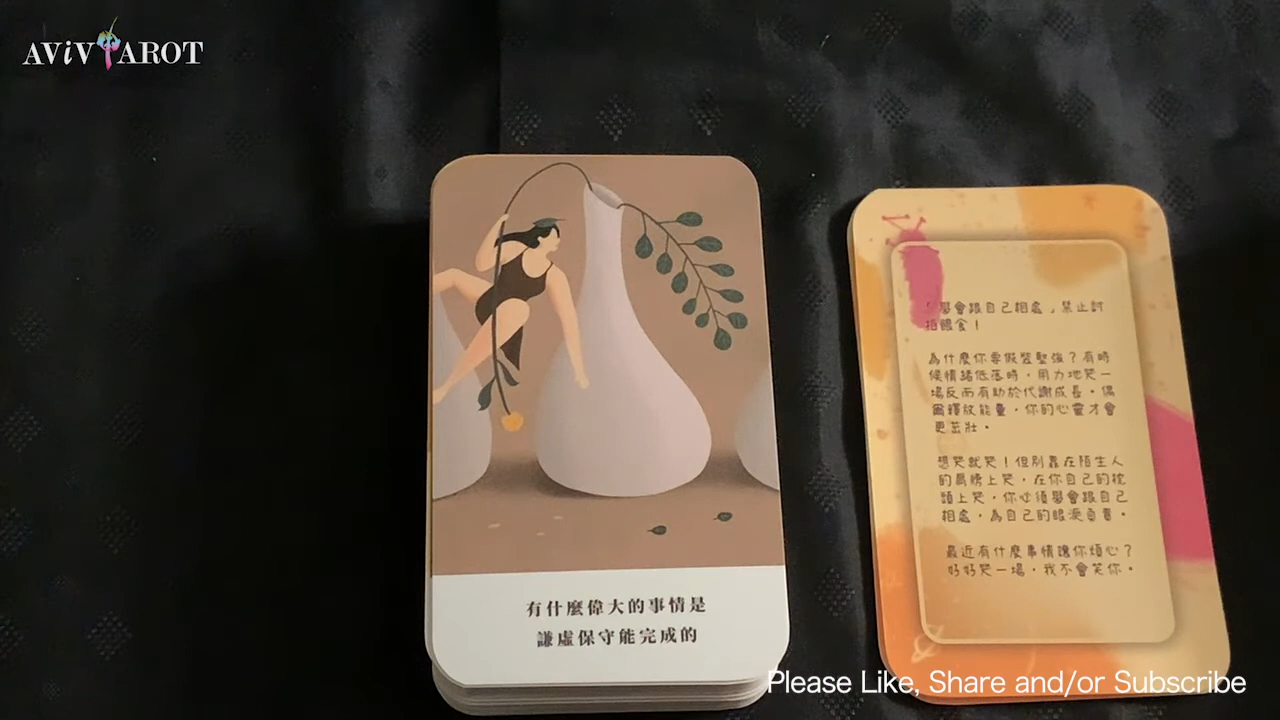 AViV TAROT
有什麼偉大的事情是
謙虛保守能完成的
「學會跟自己相處」禁止討
拍餵食！
為什麼你要假裝堅強？有時
候情緒低落時，用力地哭一
場反而有助於代謝成長。偶
爾釋放能量，你的心靈才會
更茁壯。
想哭就哭！但別靠在陌生人
的肩膀上哭，在你自己的枕
頭上哭，你必須學會跟自己
相處，為自己的眼淚負責。
最近有什麼事情讓你煩心？
好好哭一場，我不會笑你。
Please Like, Share and/or Subscribe